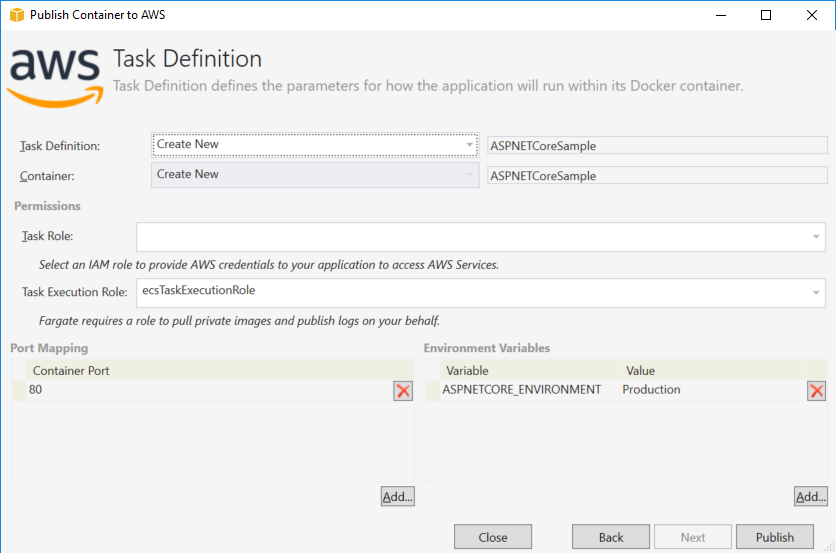 Publish Container to AWS
aws
Task Definition
Task Definition defines the parameters for how the application will run within its Docker container.
Task Definition: Create New ASPNETCoreSample
Container: Create New ASPNETCoreSample
Permissions
Task Role:
Select an IAM role to provide AWS credentials to your application to access AWS Services.
Task Execution Role: ecsTaskExecutionRole
Fargate requires a role to pull private images and publish logs on your behalf.
Port Mapping Environment Variables
Container Port Variable Value
80 ASPNETCORE_ENVIRONMENT Production
Add... Add...
Close Back Next Publish